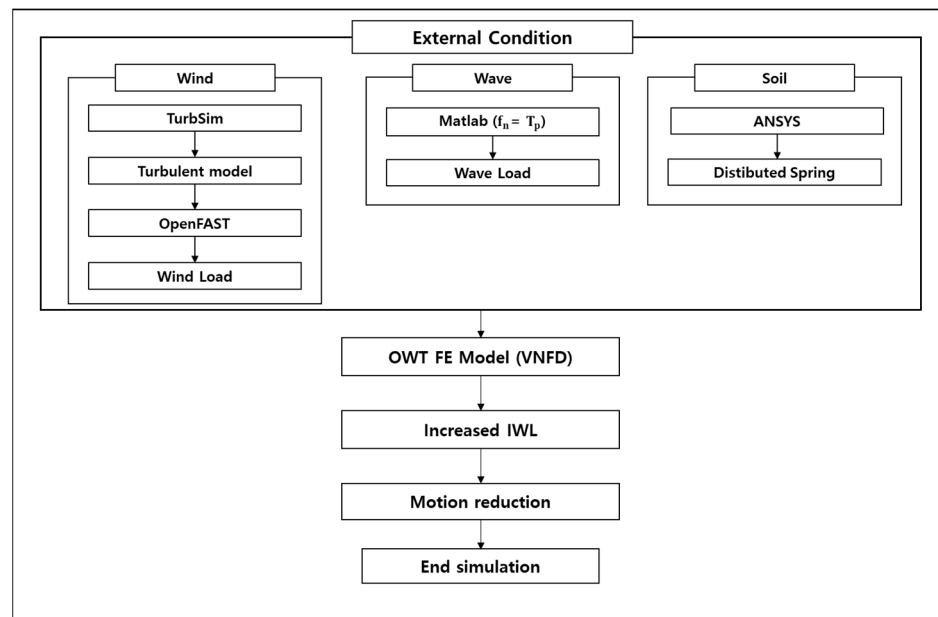 External Condition
Wind
TurbSim
Turbulent model
OpenFAST
Wind Load
Wave
Matlab (fₙ = Tₚ)
Wave Load
Soil
ANSYS
Distibuted Spring
OWT FE Model (VNFD)
Increased IWL
Motion reduction
End simulation